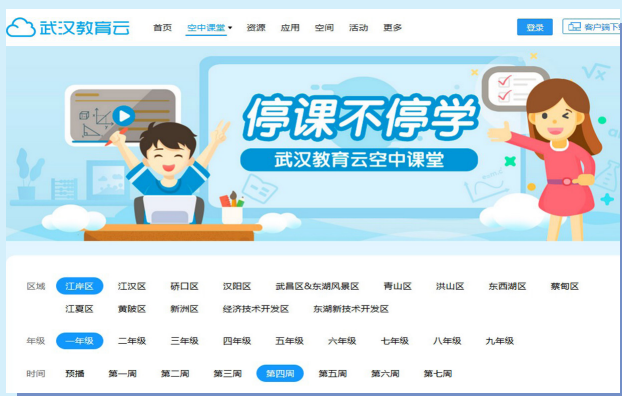 武汉教育云 首页 空中课堂 资源 应用 空间 活动 更多 登录 客户端下
停课不停学
武汉教育云空中课堂
区域 江岸区 江汉区 硚口区 汉阳区 武昌区&东湖风景区 青山区 洪山区 东西湖区 蔡甸区
江夏区 黄陂区 新洲区 经济技术开发区 东湖新技术开发区
年级 一年级 二年级 三年级 四年级 五年级 六年级 七年级 八年级 九年级
时间 预播 第一周 第二周 第三周 第四周 第五周 第六周 第七周